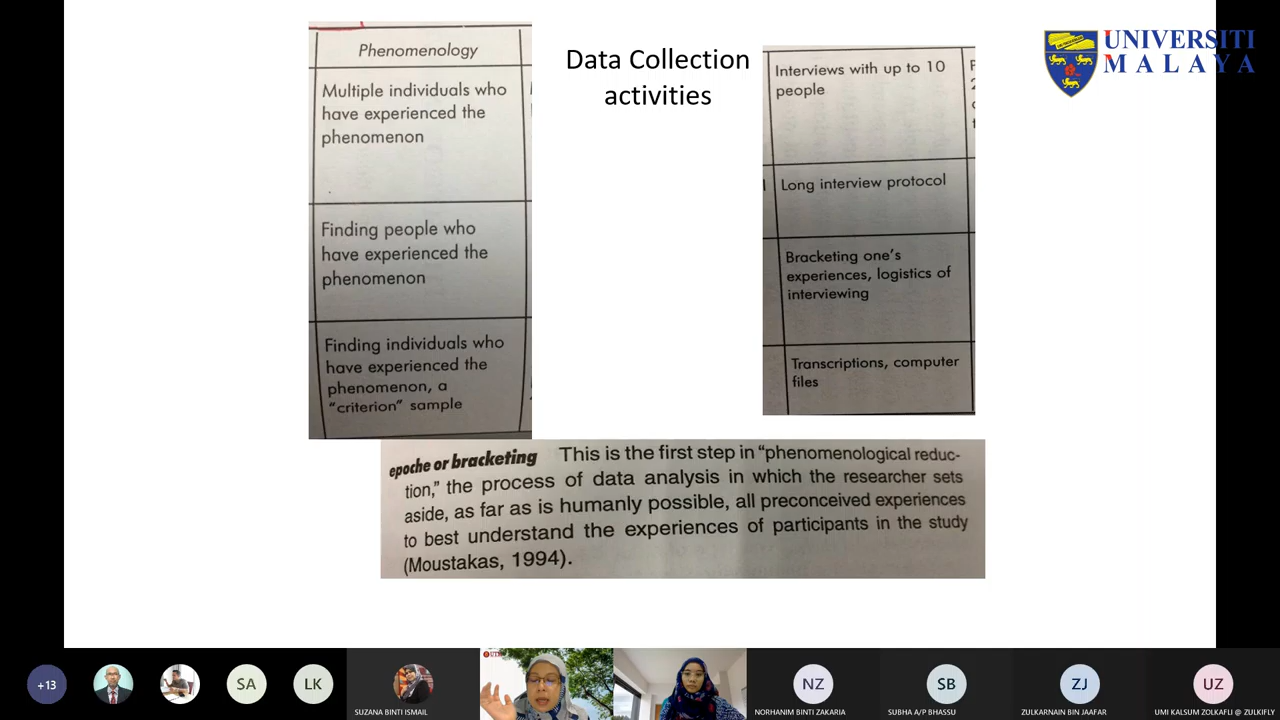 Phenomenology
Multiple individuals who
have experienced the
phenomenon
Finding people who
have experienced the
phenomenon
Finding individuals who
have experienced the
phenomenon, a
“criterion” sample
Data Collection
activities
Interviews with up to 10
people
Long interview protocol
Bracketing one’s
experiences, logistics of
interviewing
Transcriptions, computer
files
UNIVERSITI
MALAYA
epoche or bracketing This is the first step in “phenomenological reduc-
tion,” the process of data analysis in which the researcher sets
aside, as far as is humanly possible, all preconceived experiences
to best understand the experiences of participants in the study
(Moustakas, 1994).
+13
SA
LK
SUZANA BINTI ISMAIL
NZ
NORHANIM BINTI ZAKARIA
SB
SUBHA A/P BHASSU
ZJ
ZULKARNAIN BIN JAAFAR
UZ
UMI KALSUM ZOLKAFLI @ ZULKIFLY